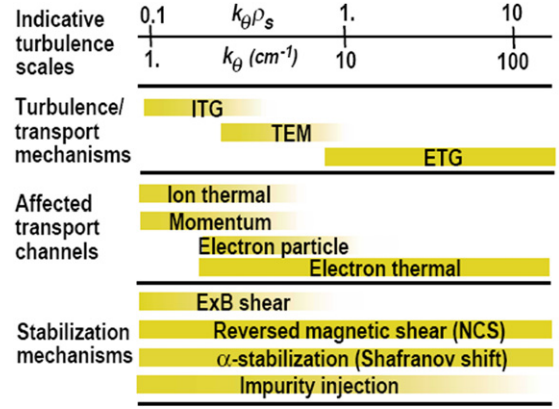 Indicative
turbulence
scales
0.1 kθρs 1. 10
1. kθ (cm-1) 10 100
Turbulence/
transport
mechanisms
ITG
TEM
ETG
Affected
transport
channels
Ion thermal
Momentum
Electron particle
Electron thermal
Stabilization
mechanisms
ExB shear
Reversed magnetic shear (NCS)
α-stabilization (Shafranov shift)
Impurity injection